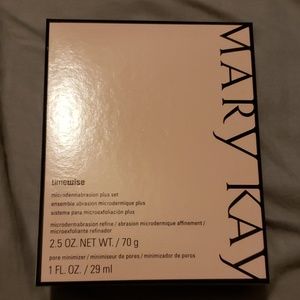 MARY KAY
timewise
microdermabrasion plus set
ensemble abrasion microdermique plus
sistema para microexfoliación plus
microdermabrasion refine / abrasion microdermique affinement /
microexfoliante refinador
2.5 OZ. NET WT. / 70 g
pore minimizer / minimiseur de pores / minimizador de poros
1 FL. OZ. / 29 ml